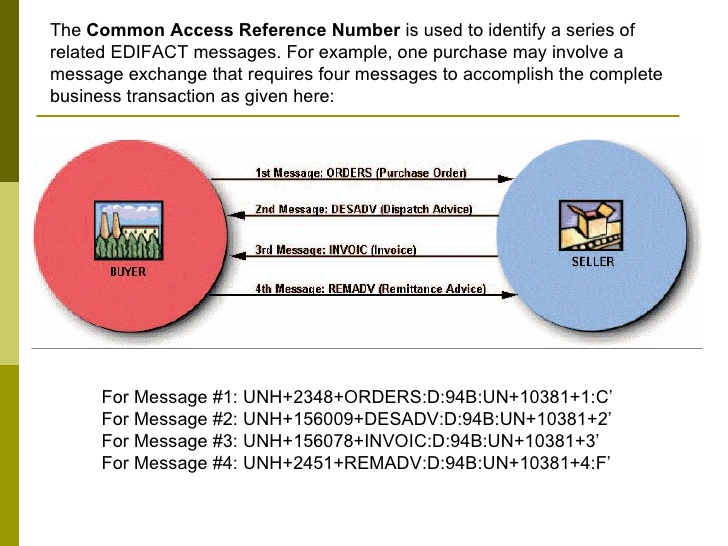 The Common Access Reference Number is used to identify a series of
related EDIFACT messages. For example, one purchase may involve a
message exchange that requires four messages to accomplish the complete
business transaction as given here:
1st Message: ORDERS (Purchase Order)
2nd Message: DESADV (Dispatch Advice)
3rd Message: INVOIC (Invoice)
4th Message: REMADV (Remittance Advice)
BUYER
SELLER
For Message #1: UNH+2348+ORDERS:D:94B:UN+10381+1:C’
For Message #2: UNH+156009+DESADV:D:94B:UN+10381+2’
For Message #3: UNH+156078+INVOIC:D:94B:UN+10381+3’
For Message #4: UNH+2451+REMADV:D:94B:UN+10381+4:F’